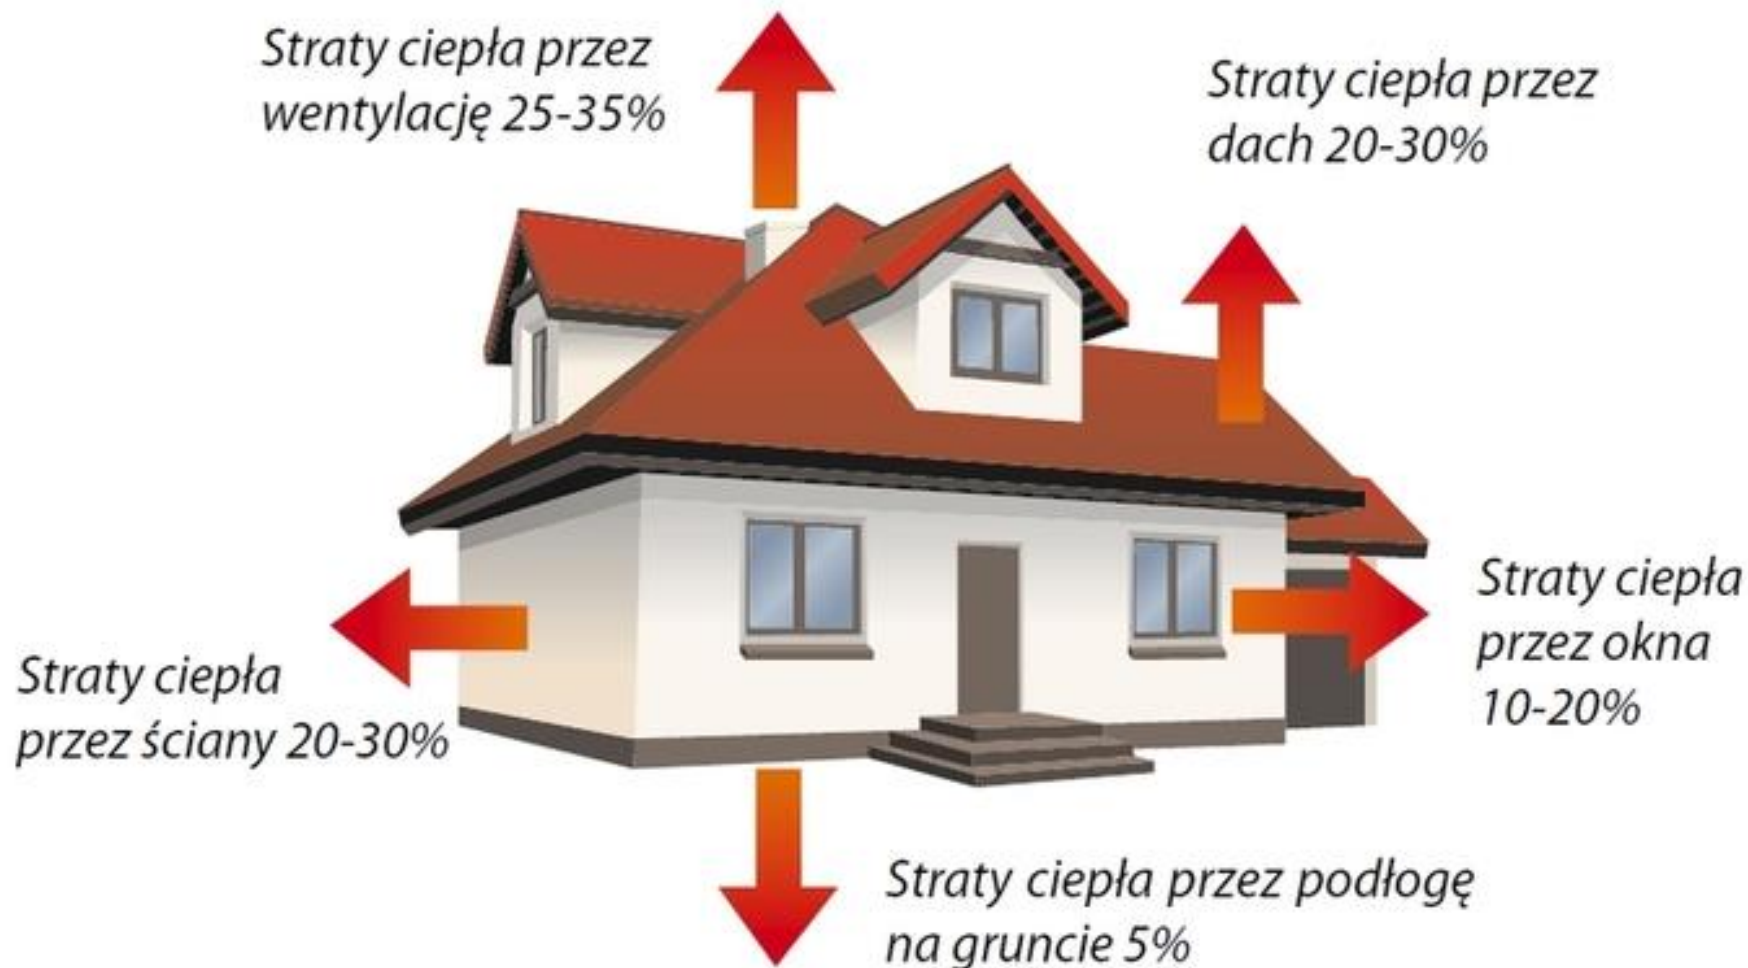 Straty ciepła przez
wentylację 25-35%
Straty ciepła przez
dach 20-30%
Straty ciepła
przez ściany 20-30%
Straty ciepła
przez okna
10-20%
Straty ciepła przez podłogę
na gruncie 5%